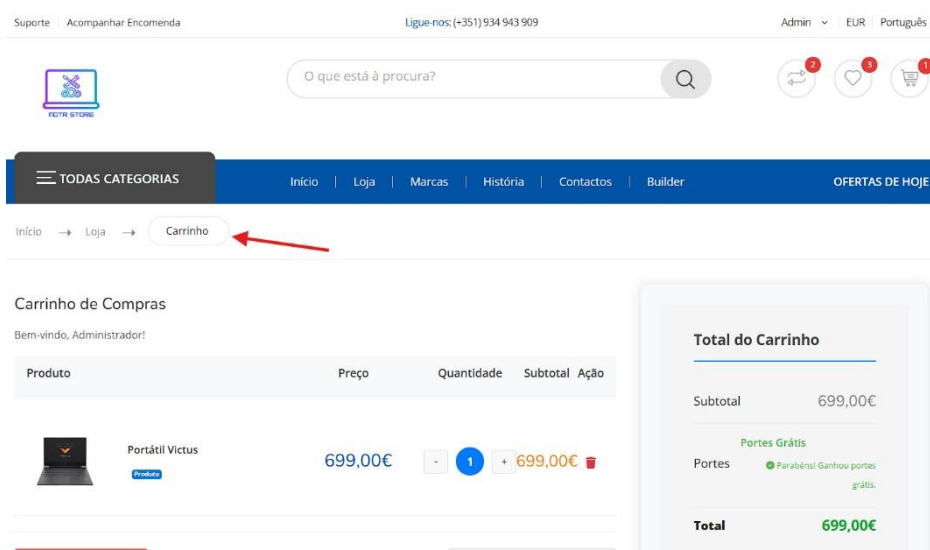 Suporte Acompanhar Encomenda Ligue-nos: (+351) 934 943 909 Admin EUR Português
O que está à procura? 2 3 1
TODAS CATEGORIAS Início Loja Marcas História Contactos Builder OFERTAS DE HOJE
Início Loja Carrinho
Carrinho de Compras
Bem-vindo, Administrador!
Produto Preço Quantidade Subtotal Ação
Portátil Victus
Produto
699,00€ - 1 + 699,00€
Total do Carrinho
Subtotal 699,00€
Portes Grátis
Portes Parabéns! Ganhou portes
grátis.
Total 699,00€